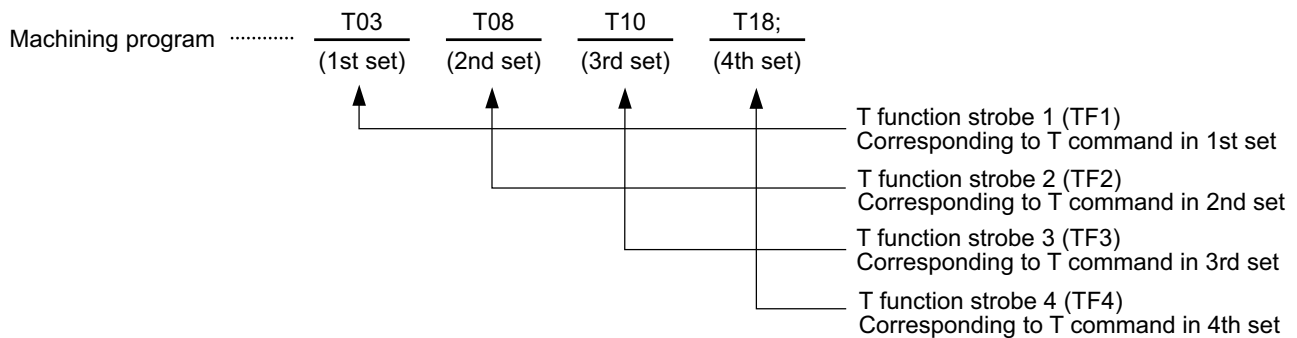 T03 T08 T10 T18;
Machining program ............
(1st set) (2nd set) (3rd set) (4th set)
T function strobe 1 (TF1)
Corresponding to T command in 1st set
T function strobe 2 (TF2)
Corresponding to T command in 2nd set
T function strobe 3 (TF3)
Corresponding to T command in 3rd set
T function strobe 4 (TF4)
Corresponding to T command in 4th set